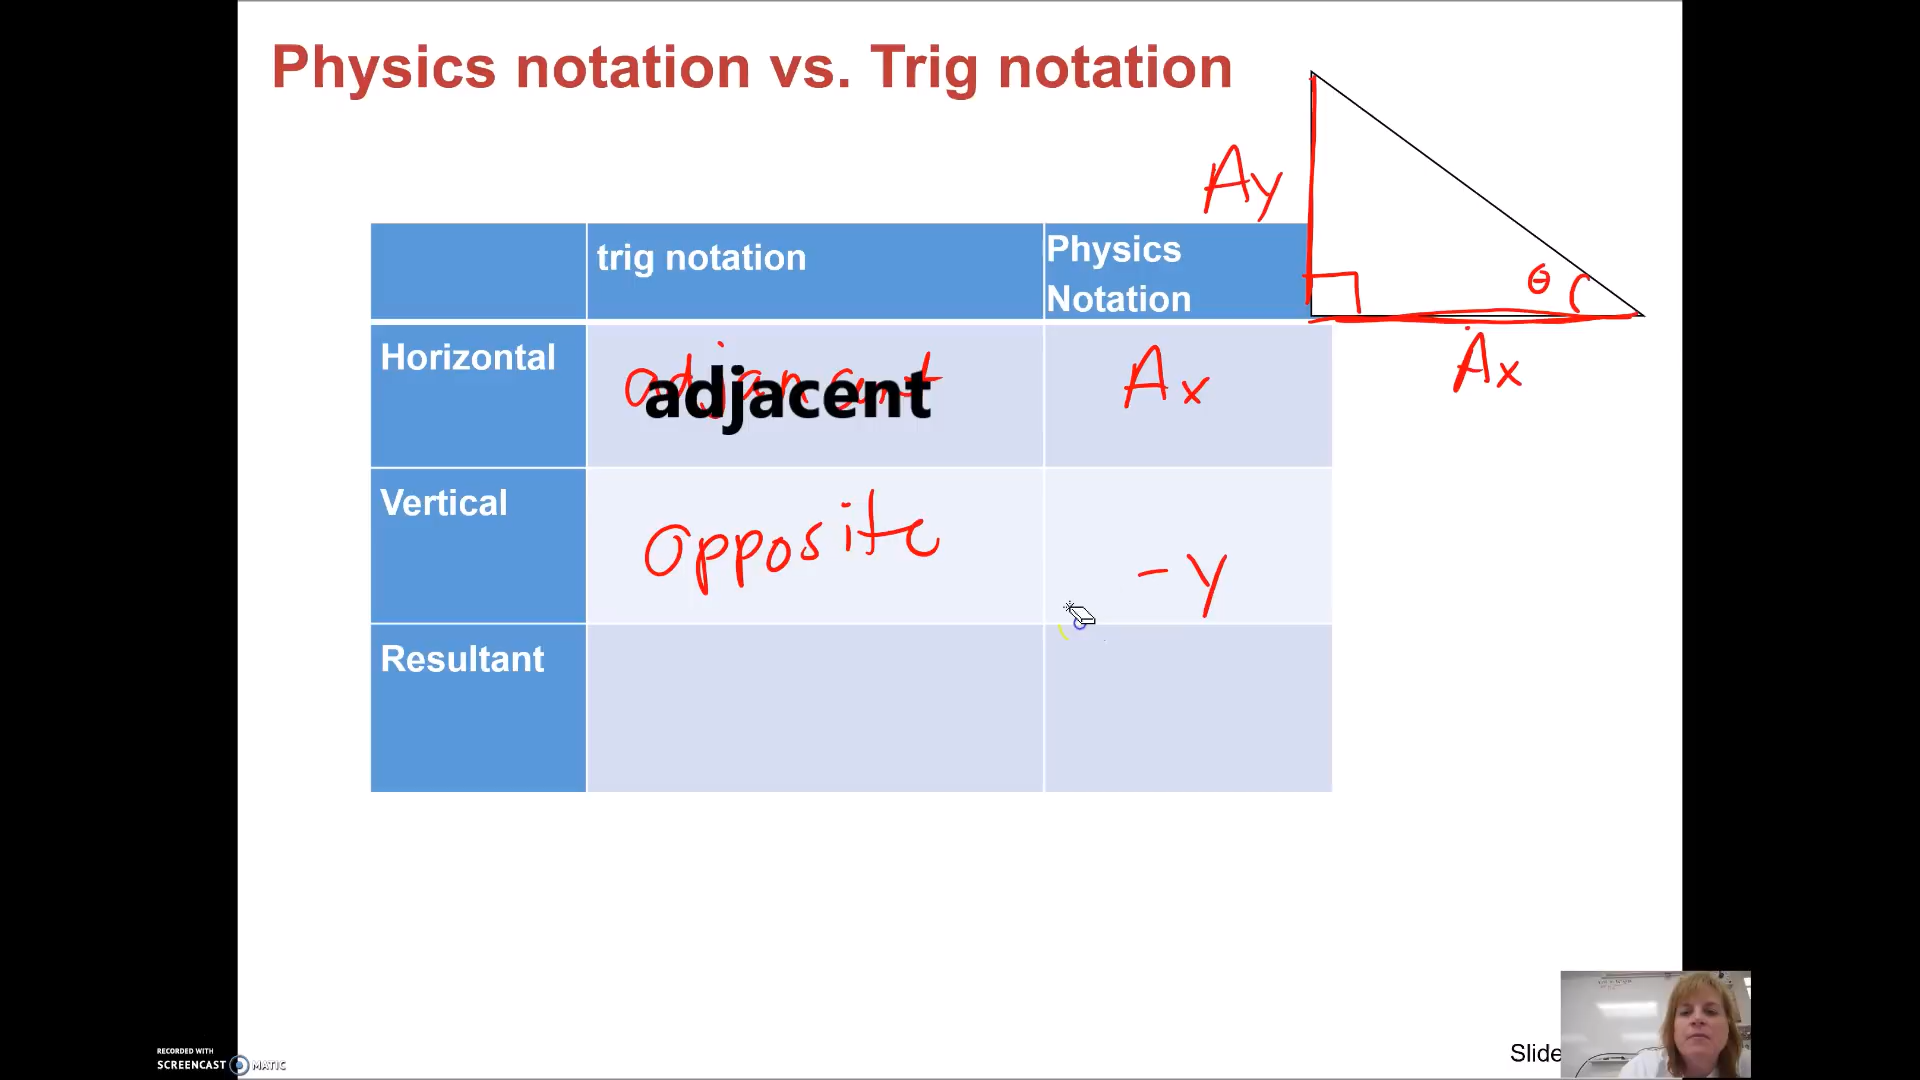 Physics notation vs. Trig notation
Ay
trig notation
Physics
Notation
θ
Horizontal
adjancent
adjacent
Ax
Ax
Vertical
opposite
-y
Resultant
Slide
RECORDED WITH
SCREENCAST MATIC